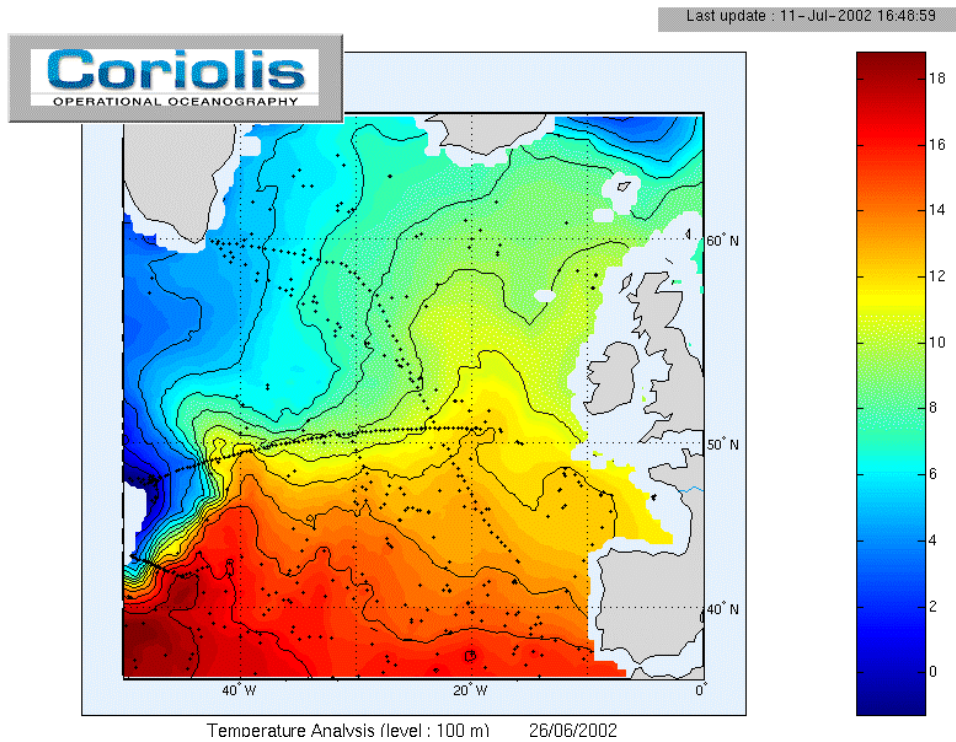 Last update : 11-Jul-2002 16:48:59
Coriolis
OPERATIONAL OCEANOGRAPHY
18
16
14
12
10
8
6
4
2
0
60° N
50° N
40° N
40° W
20° W
0°
Temperature Analysis (level : 100 m) 26/06/2002